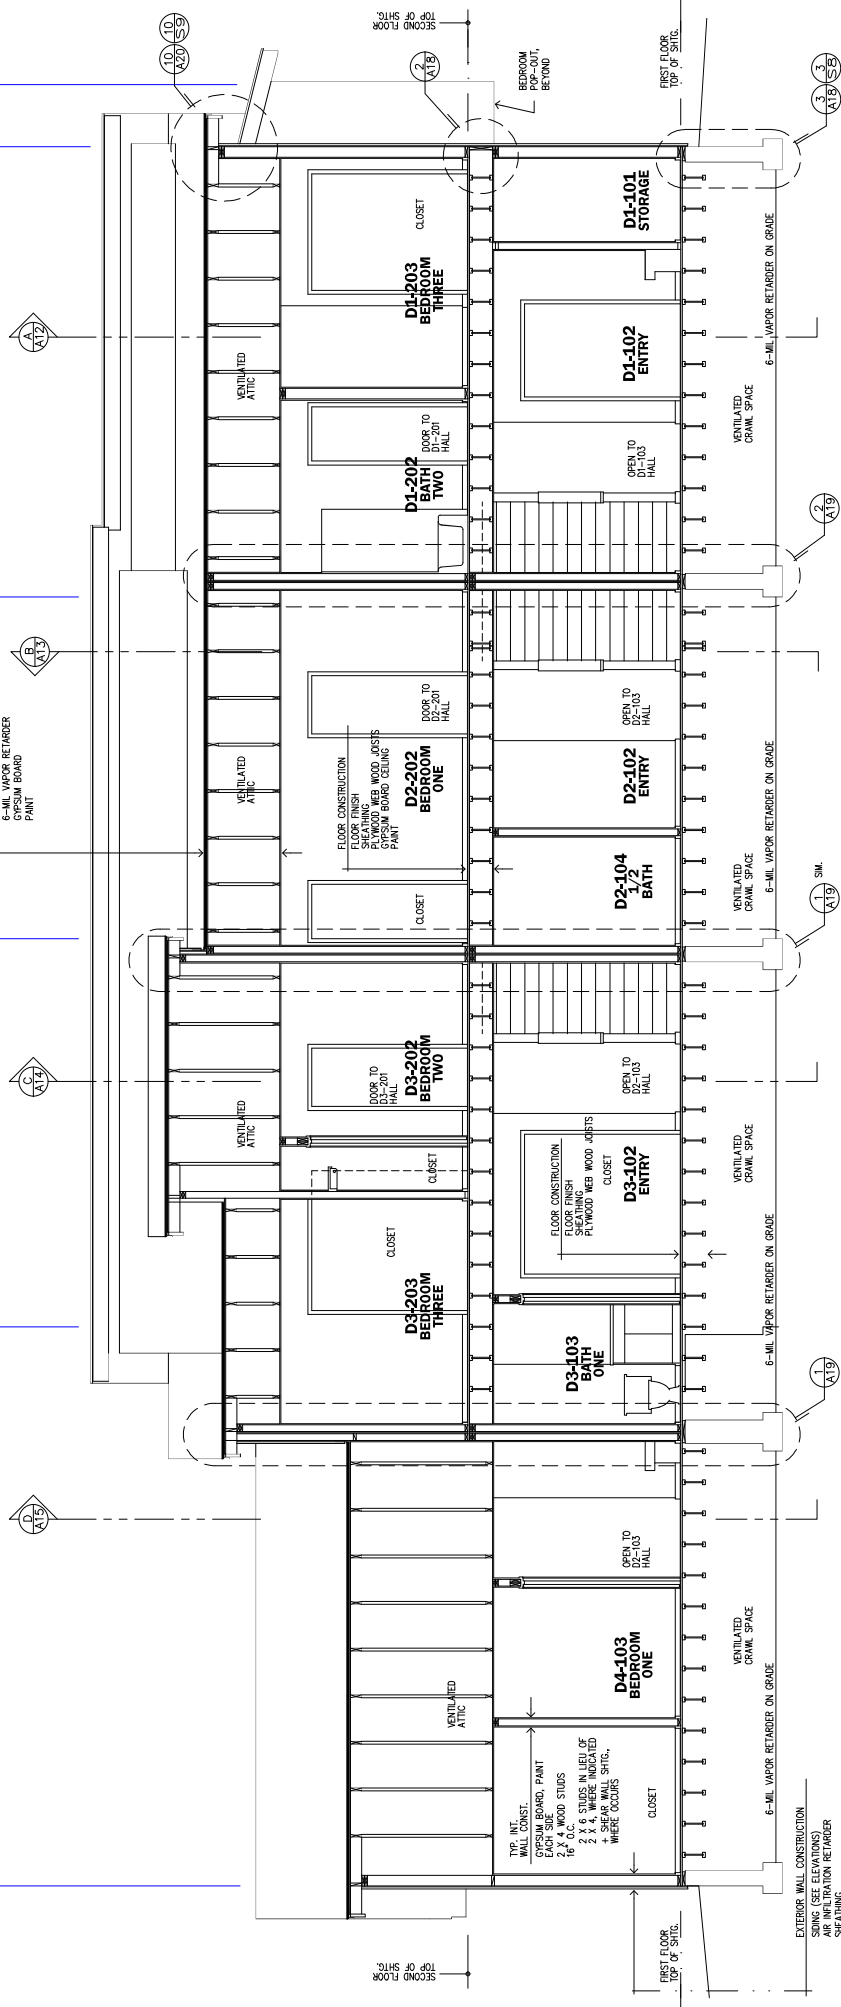 6-MIL VAPOR RETARDER
GYPSUM BOARD
PAINT
D
A15
C
A14
B
A13
A
A12
10
A20
10
S9
VENTILATED
ATTIC
VENTILATED
ATTIC
VENTILATED
ATTIC
VENTILATED
ATTIC
SECOND FLOOR
TOP OF SHTG.
D3-203
BEDROOM
THREE
CLOSET
CLOSET
DOOR TO
D3-201
HALL
D3-202
BEDROOM
TWO
CLOSET
FLOOR CONSTRUCTION
FLOOR FINISH
SHEATHING
PLYWOOD WEB WOOD JOISTS
GYPSUM BOARD CEILING
PAINT
D2-202
BEDROOM
ONE
DOOR TO
D2-201
HALL
D1-202
BATH
TWO
DOOR TO
D1-201
HALL
D1-203
BEDROOM
THREE
CLOSET
2
A18
SECOND FLOOR
TOP OF SHTG.
BEDROOM
POP-OUT,
BEYOND
TYP. INT.
WALL CONST.
GYPSUM BOARD, PAINT
EACH SIDE
2 X 4 WOOD STUDS
16" O.C.
2 X 6 STUDS IN LIEU OF
2 X 4, WHERE INDICATED
+ SHEAR WALL SHTG.,
WHERE OCCURS
CLOSET
D4-103
BEDROOM
ONE
OPEN TO
D2-103
HALL
D3-103
BATH
ONE
FLOOR CONSTRUCTION
FLOOR FINISH
SHEATHING
PLYWOOD WEB WOOD JOISTS
CLOSET
D3-102
ENTRY
OPEN TO
D2-103
HALL
D2-104
1/2
BATH
D2-102
ENTRY
OPEN TO
D2-103
HALL
OPEN TO
D1-103
HALL
D1-102
ENTRY
D1-101
STORAGE
FIRST FLOOR
TOP OF SHTG.
FIRST FLOOR
TOP OF SHTG.
VENTILATED
CRAWL SPACE
VENTILATED
CRAWL SPACE
VENTILATED
CRAWL SPACE
VENTILATED
CRAWL SPACE
6-MIL VAPOR RETARDER ON GRADE
6-MIL VAPOR RETARDER ON GRADE
6-MIL VAPOR RETARDER ON GRADE
6-MIL VAPOR RETARDER ON GRADE
EXTERIOR WALL CONSTRUCTION
SIDING (SEE ELEVATIONS)
AIR INFILTRATION RETARDER
SHEATHING
1
A19
1
A19
SIM.
2
A19
3
A18
3
S8